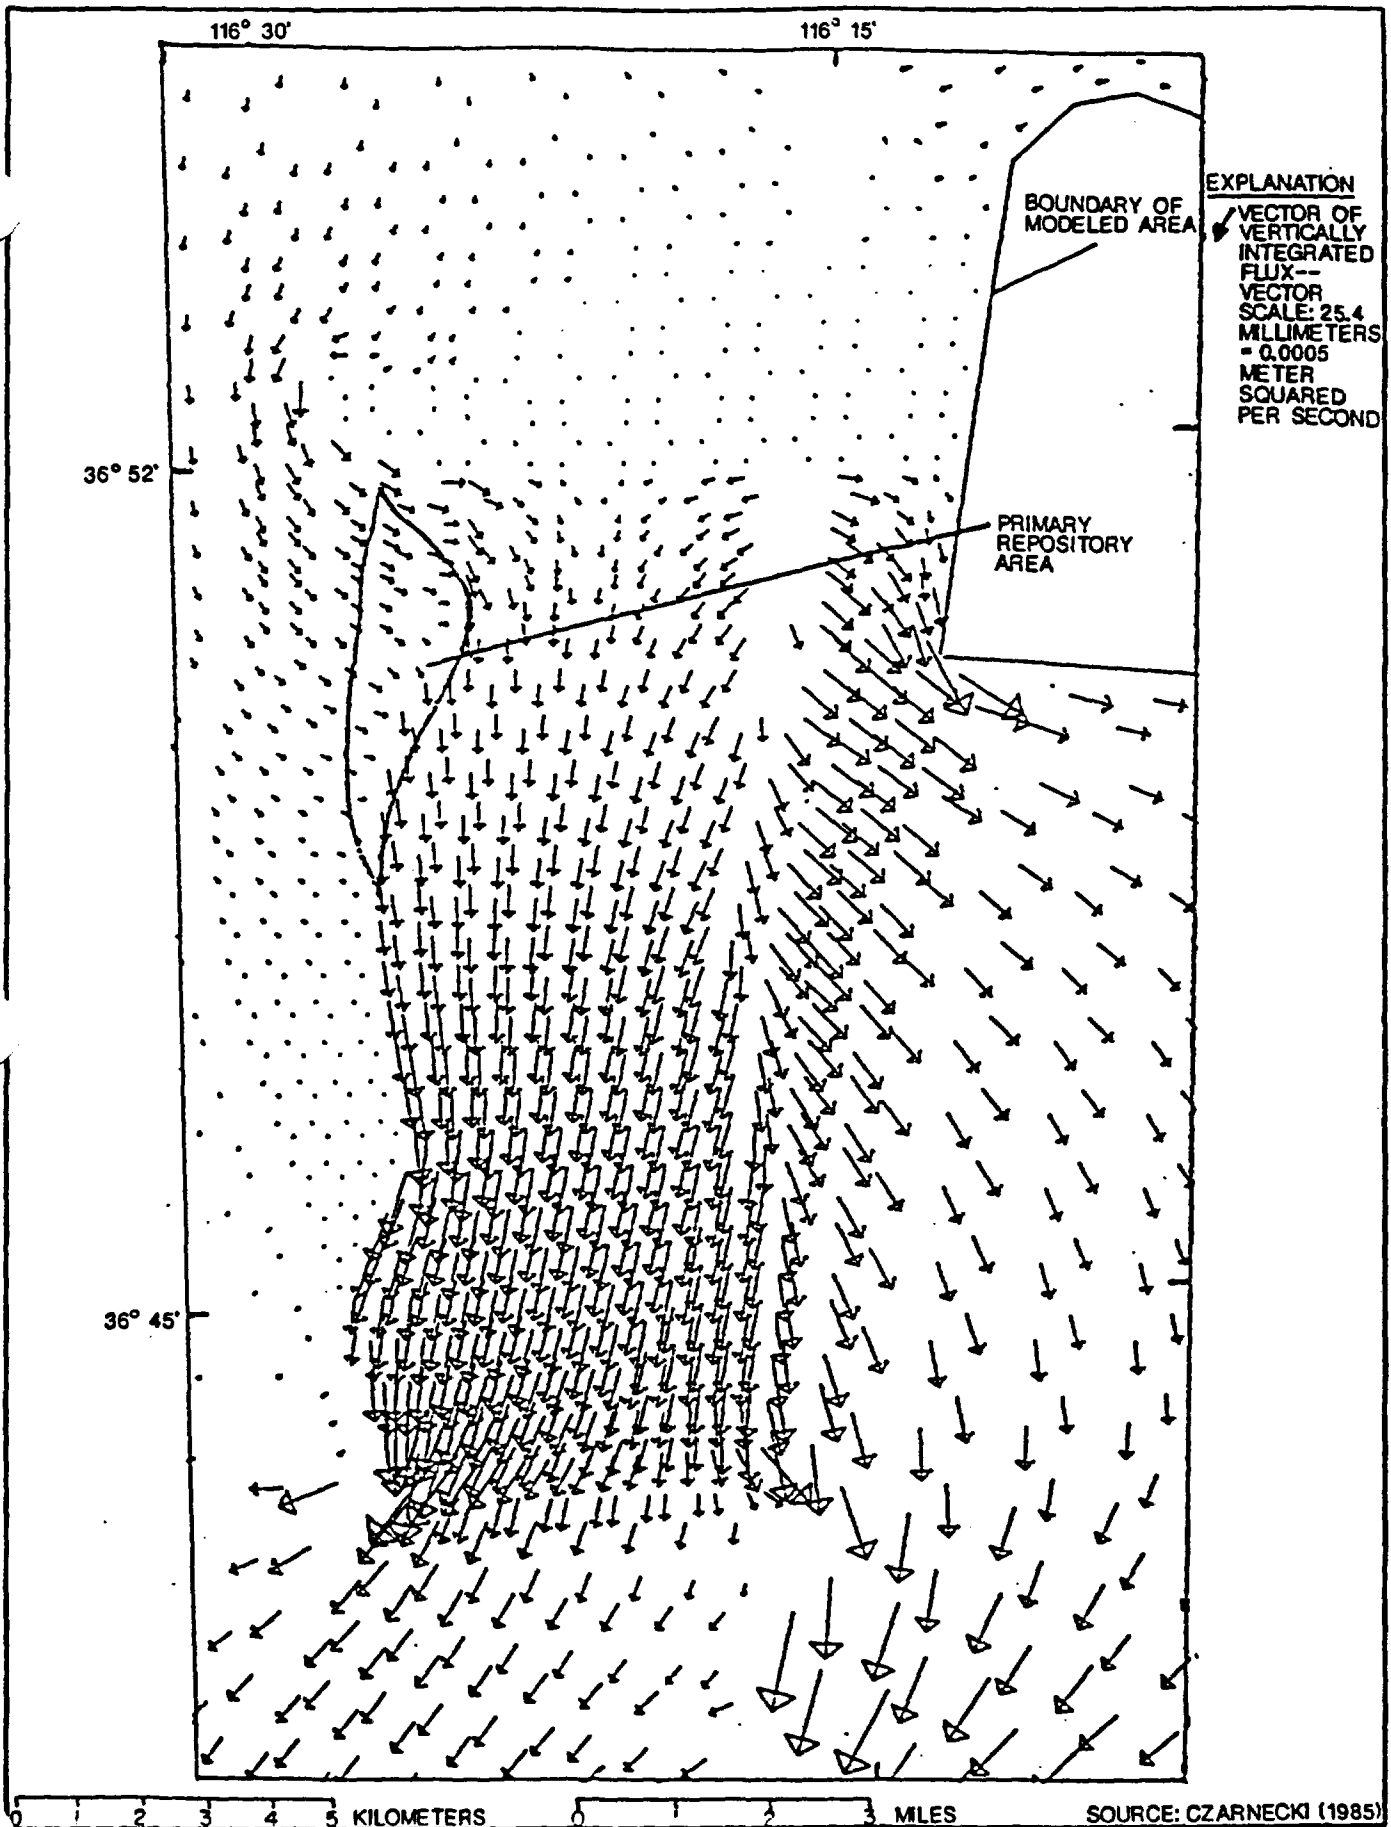 116° 30'
116° 15'
EXPLANATION
VECTOR OF
VERTICALLY
INTEGRATED
FLUX--
VECTOR
SCALE: 25.4
MILLIMETERS
= 0.0005
METER
SQUARED
PER SECOND
BOUNDARY OF
MODELED AREA
36° 52'
PRIMARY
REPOSITORY
AREA
36° 45'
0 1 2 3 4 5 KILOMETERS
0 1 2 3 MILES
SOURCE: CZARNECKI (1985)